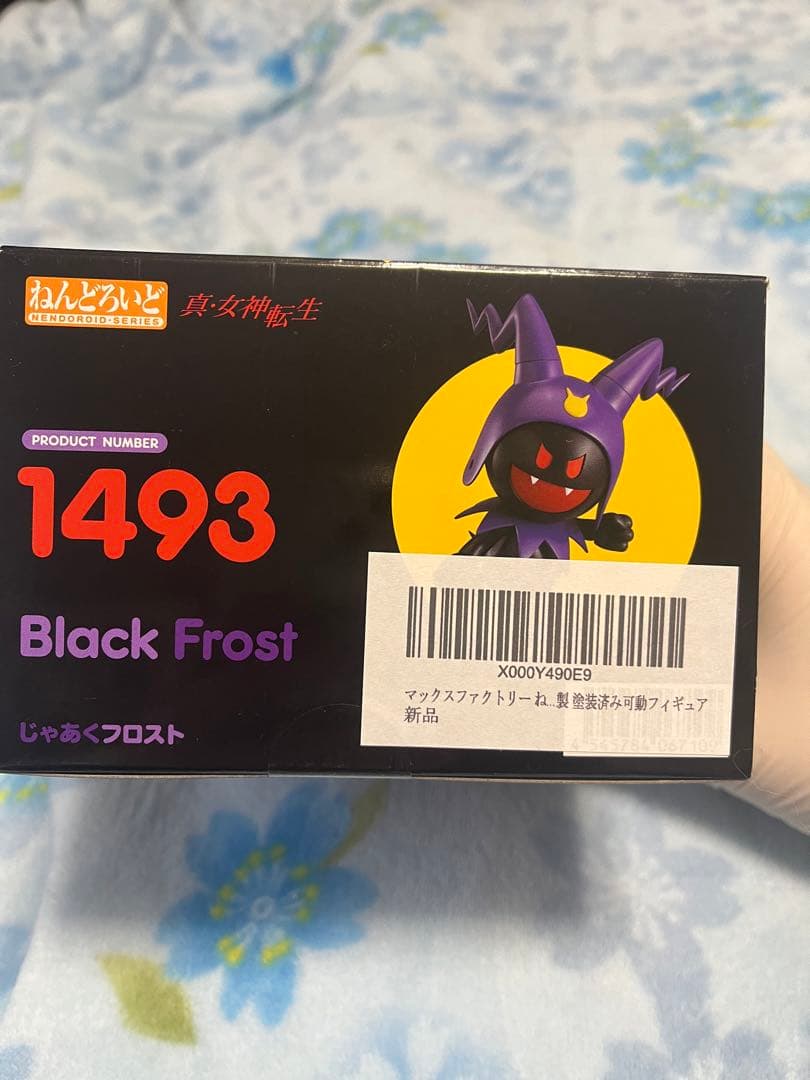 ねんどろいど
NENDOROID・SERIES
真・女神転生
PRODUCT NUMBER
1493
Black Frost
じゃあくフロスト
X000Y490E9
マックスファクトリー ね...製 塗装済み可動フィギュア
新品